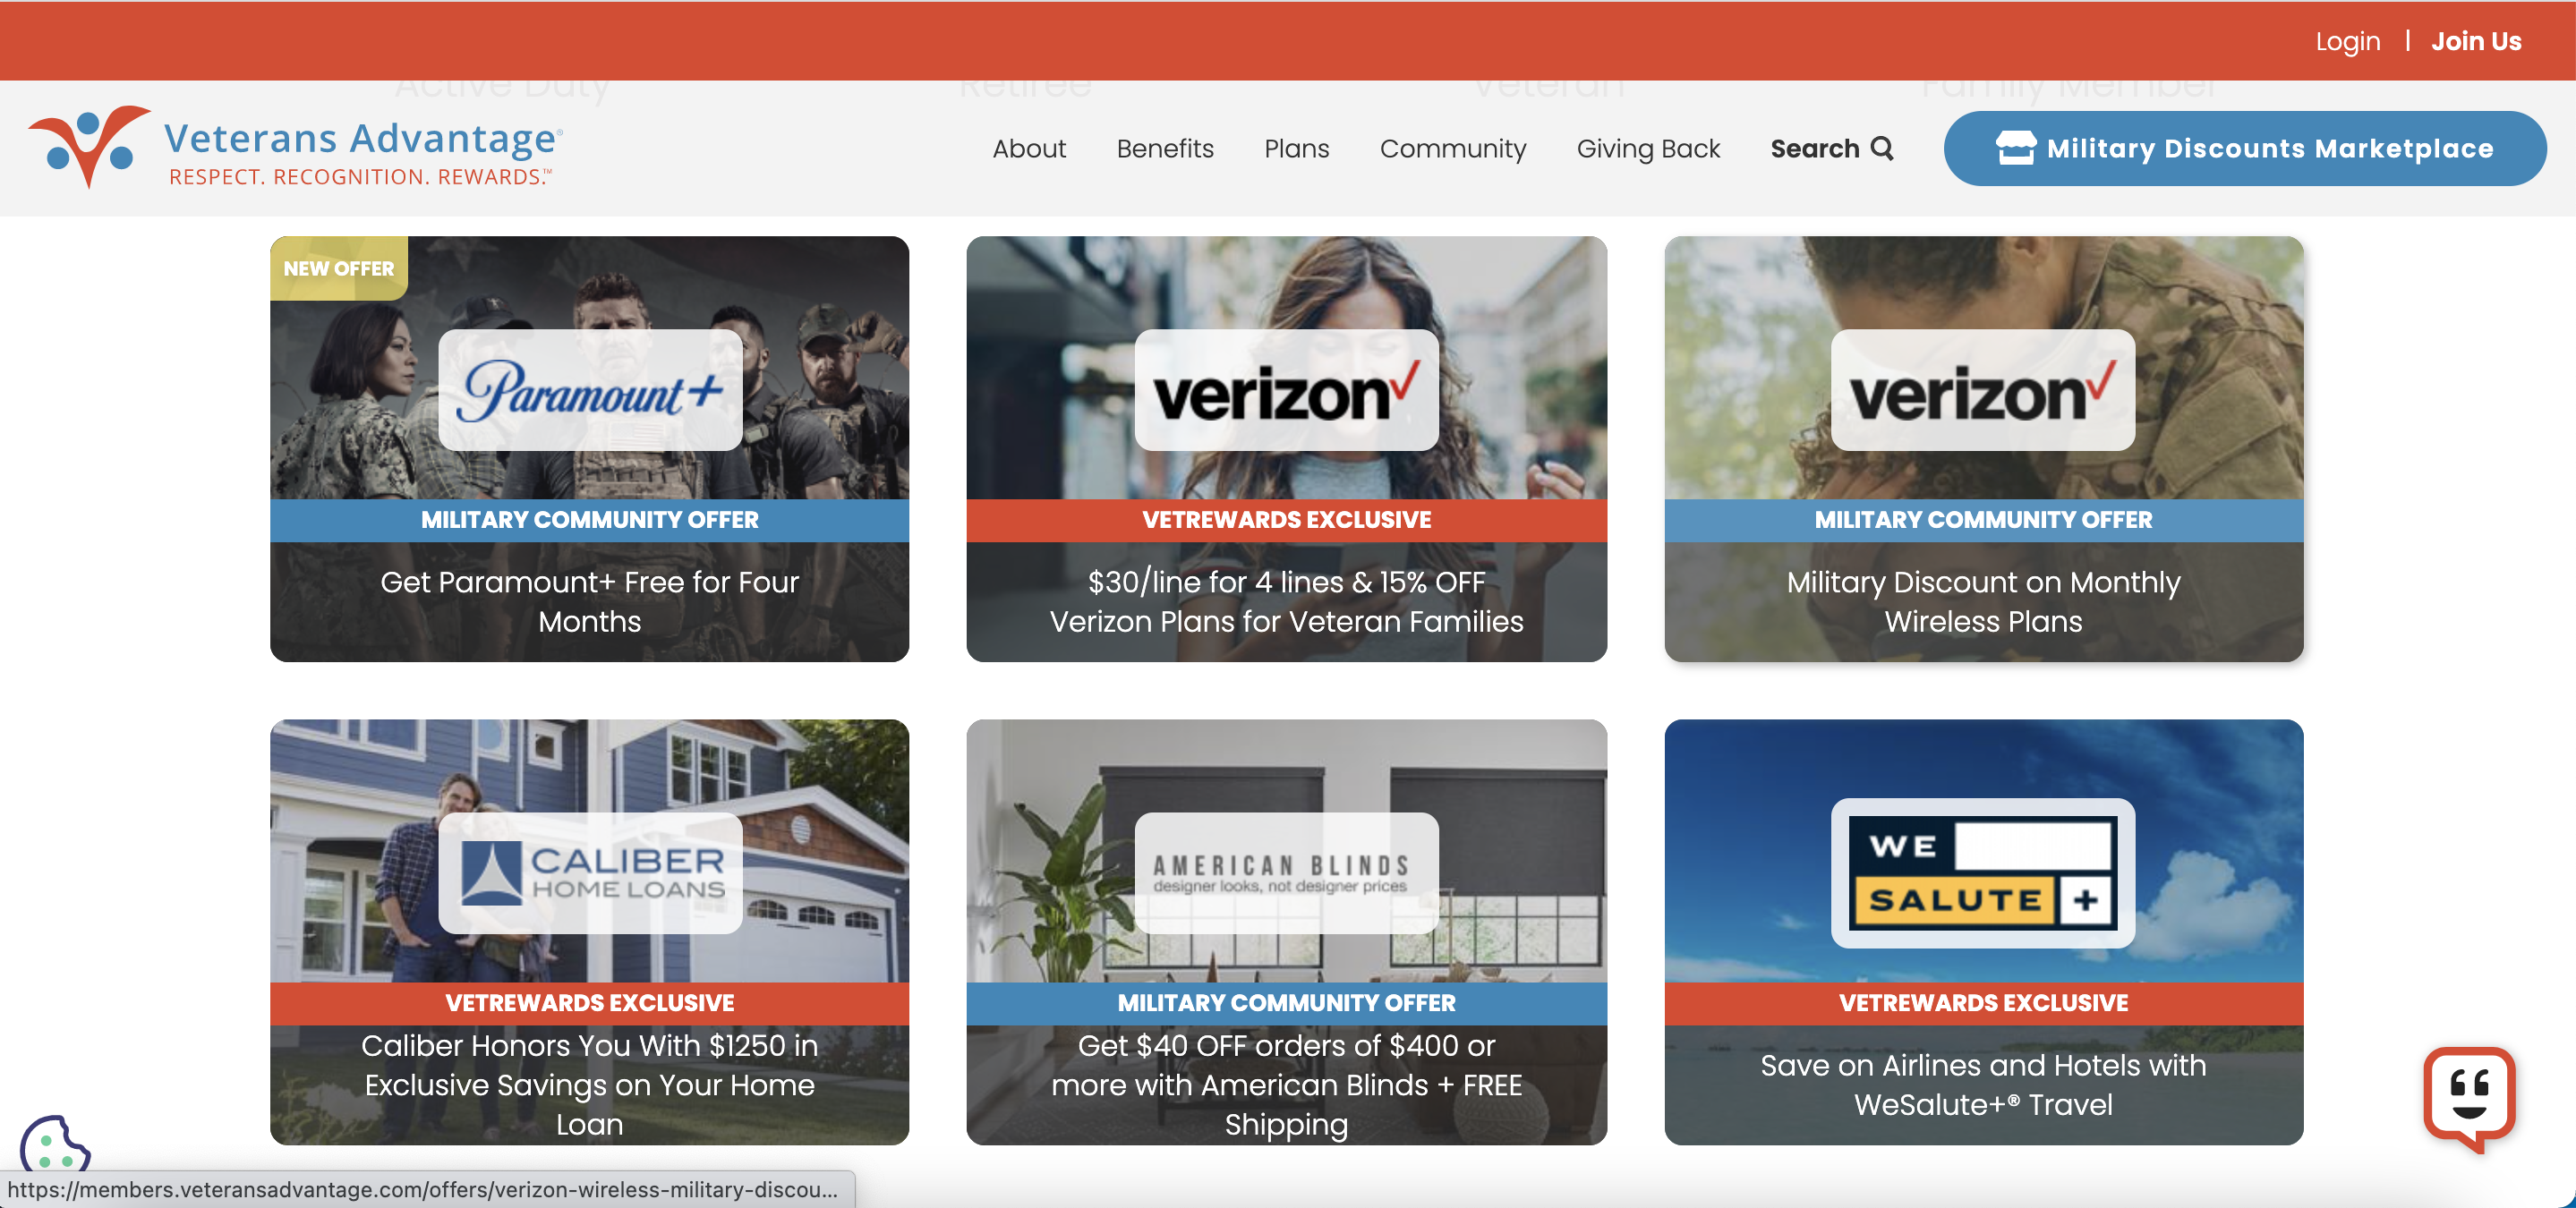 Login | Join Us
Active Duty Retiree Veteran Family Member
Veterans Advantage®
RESPECT. RECOGNITION. REWARDS.™
About Benefits Plans Community Giving Back Search Military Discounts Marketplace
NEW OFFER
Paramount+
MILITARY COMMUNITY OFFER
Get Paramount+ Free for Four
Months
verizon
VETREWARDS EXCLUSIVE
$30/line for 4 lines & 15% OFF
Verizon Plans for Veteran Families
verizon
MILITARY COMMUNITY OFFER
Military Discount on Monthly
Wireless Plans
CALIBER
HOME LOANS
VETREWARDS EXCLUSIVE
Caliber Honors You With $1250 in
Exclusive Savings on Your Home
Loan
AMERICAN BLINDS
designer looks, not designer prices
MILITARY COMMUNITY OFFER
Get $40 OFF orders of $400 or
more with American Blinds + FREE
Shipping
WE
SALUTE +
VETREWARDS EXCLUSIVE
Save on Airlines and Hotels with
WeSalute+® Travel
https://members.veteransadvantage.com/offers/verizon-wireless-military-discou...